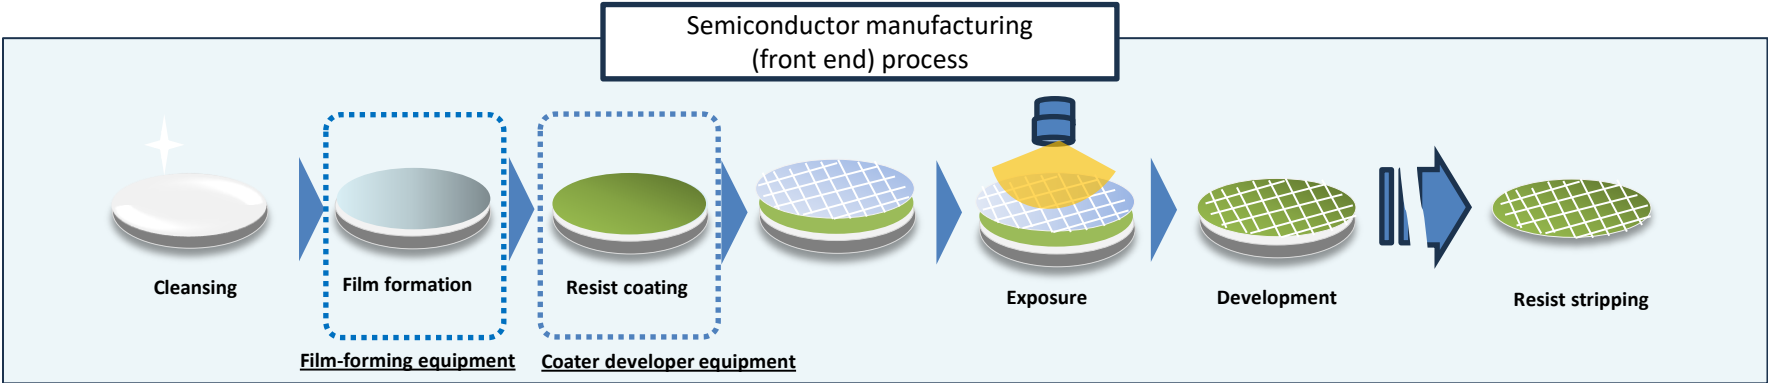 Semiconductor manufacturing
(front end) process
Cleansing
Film formation
Resist coating
Exposure
Development
Resist stripping
Film-forming equipment
Coater developer equipment